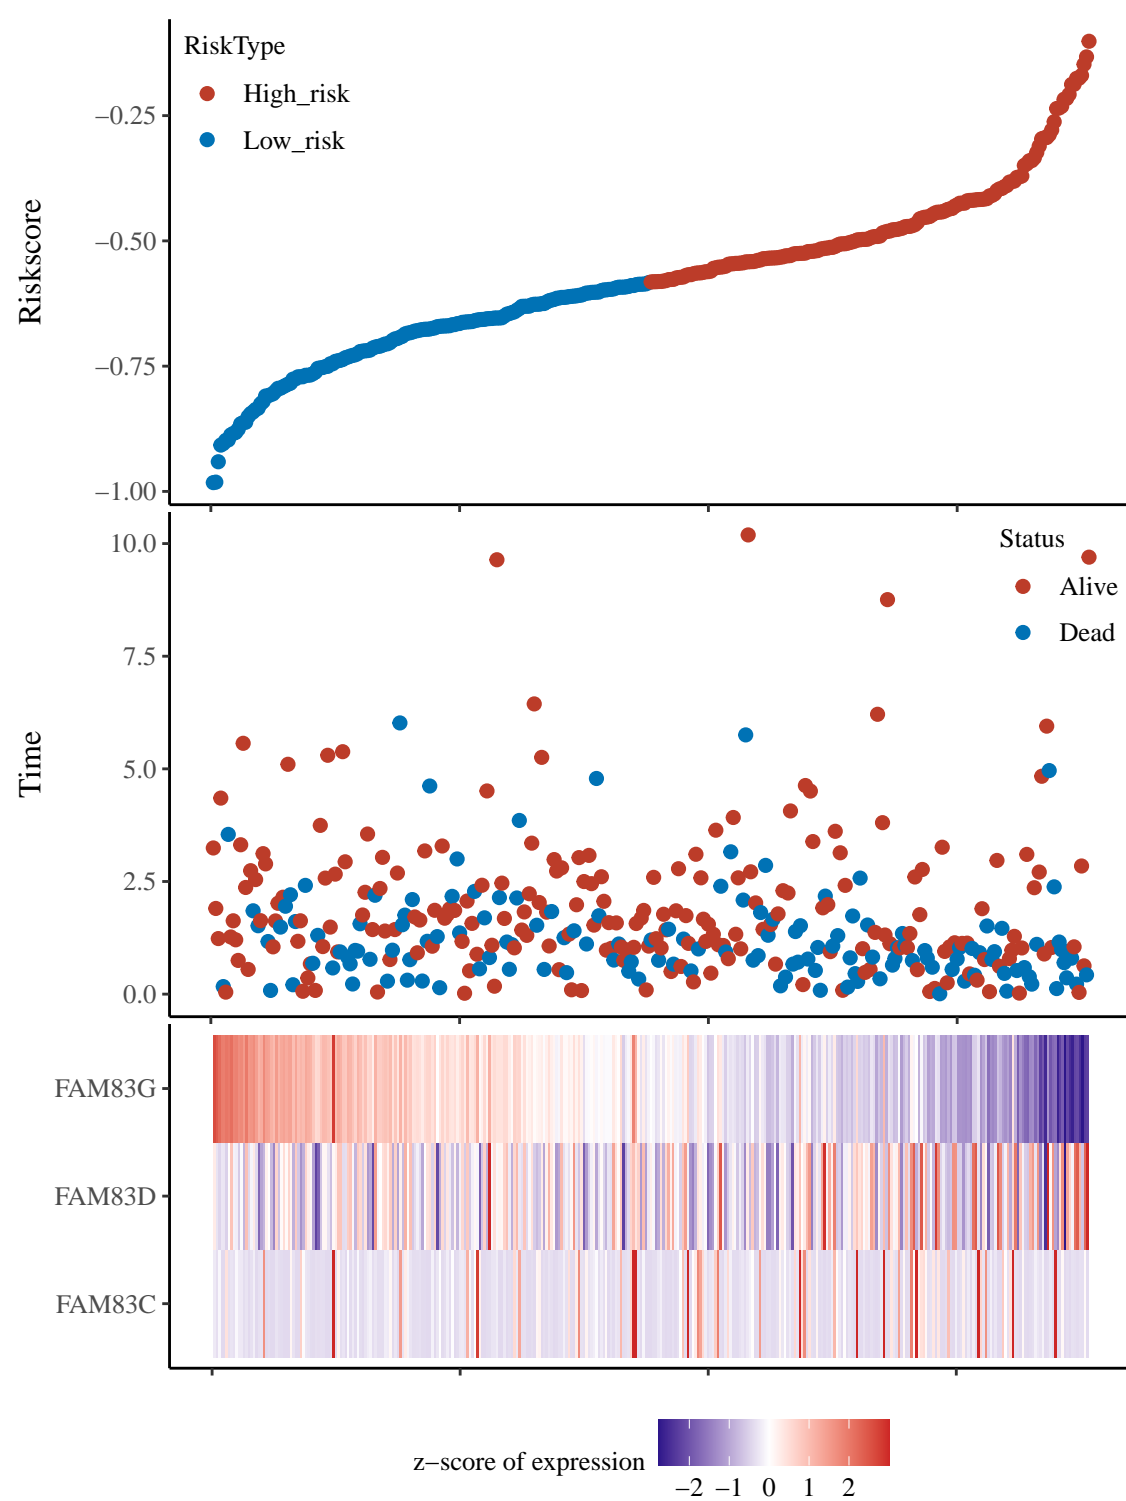 RiskType
High_risk
Low_risk
Riskscore
−0.25
−0.50
−0.75
−1.00
Status
Alive
Dead
Time
10.0
7.5
5.0
2.5
0.0
FAM83G
FAM83D
FAM83C
z−score of expression
−2 −1 0 1 2